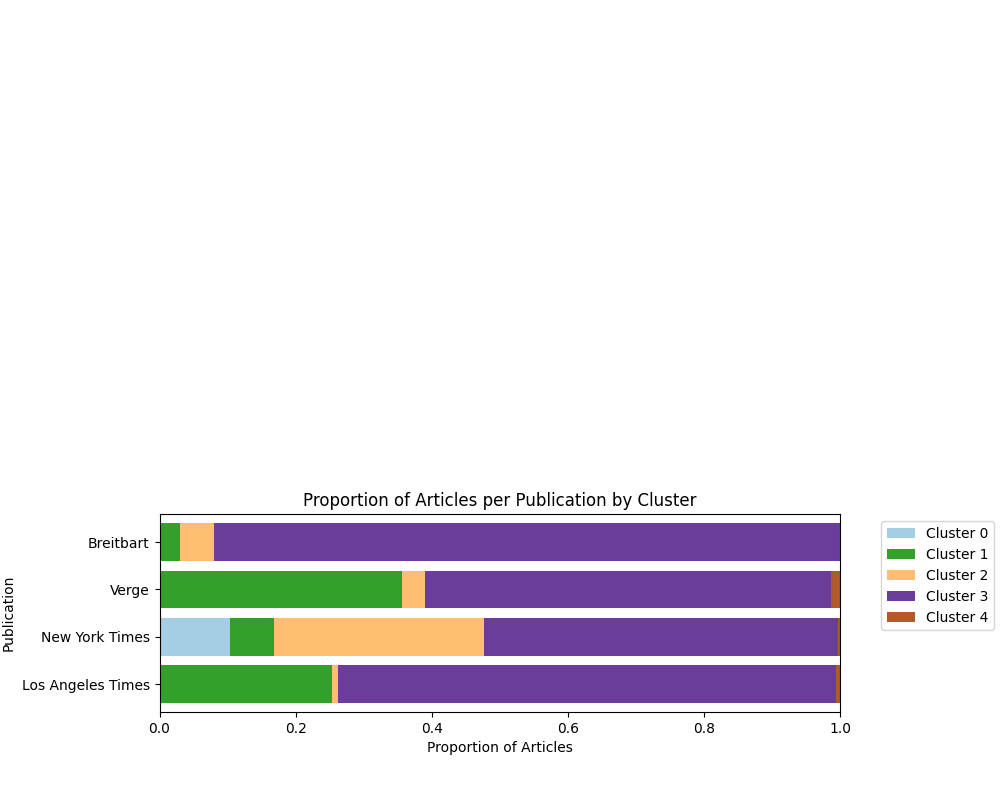 Proportion of Articles per Publication by Cluster
Publication
Breitbart
Verge
New York Times
Los Angeles Times
0.0 0.2 0.4 0.6 0.8 1.0
Proportion of Articles
Cluster 0
Cluster 1
Cluster 2
Cluster 3
Cluster 4